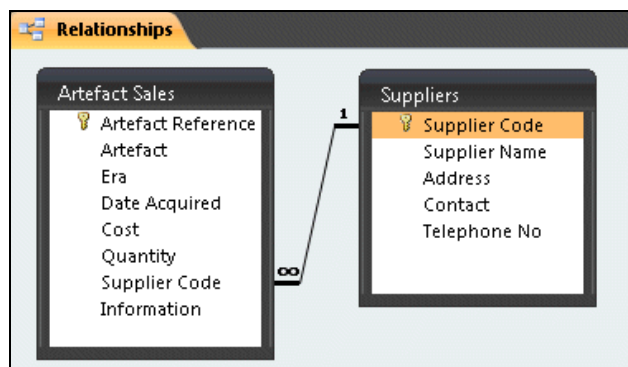 Relationships
Artefact Sales
Artefact Reference
Artefact
Era
Date Acquired
Cost
Quantity
Supplier Code
Information
∞
1
Suppliers
Supplier Code
Supplier Name
Address
Contact
Telephone No